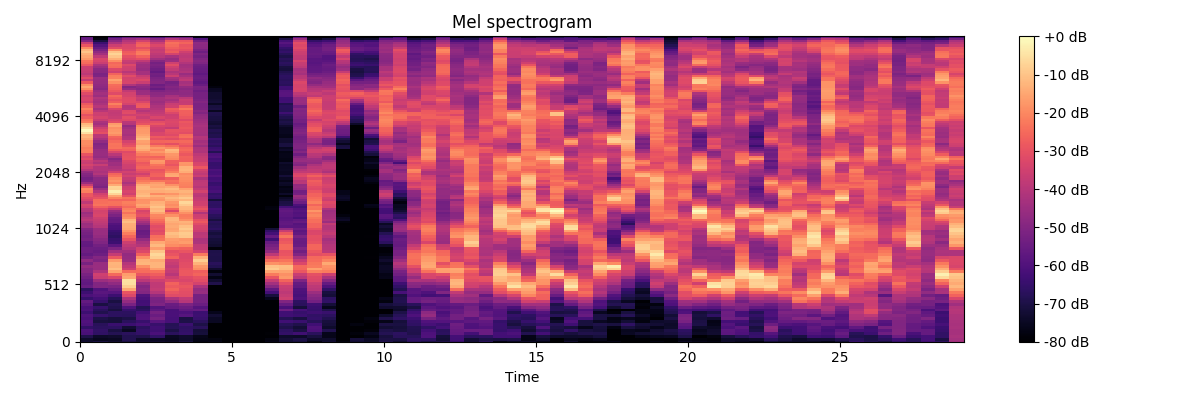 Mel spectrogram
Hz
8192
4096
2048
1024
512
0
0 5 10 15 20 25
Time
+0 dB
-10 dB
-20 dB
-30 dB
-40 dB
-50 dB
-60 dB
-70 dB
-80 dB